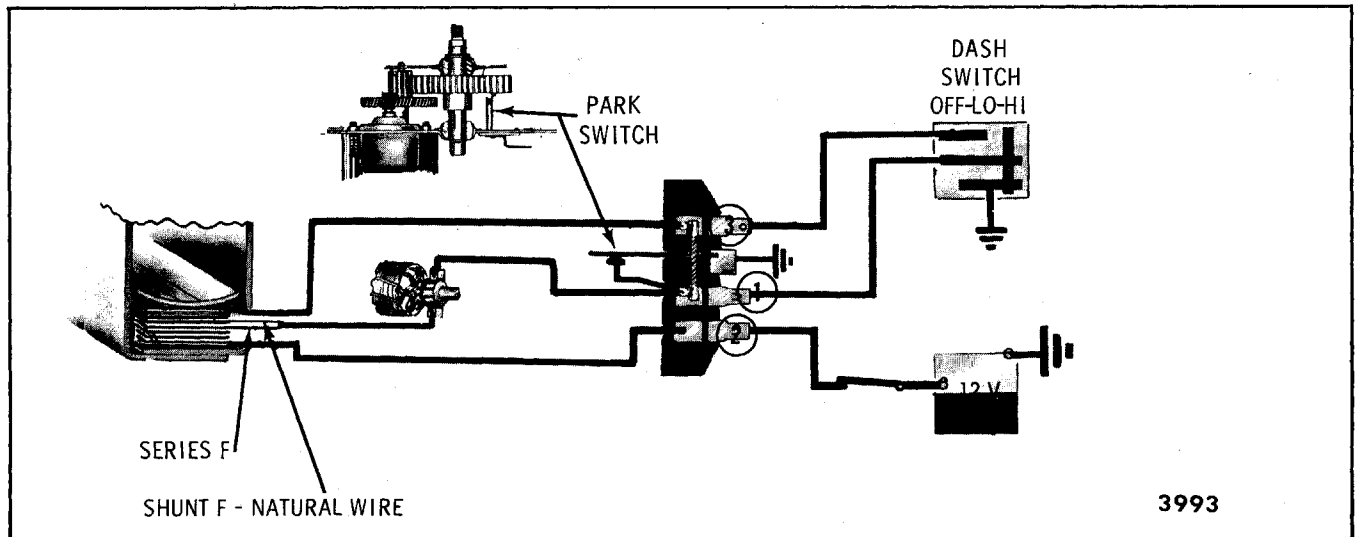 DASH
SWITCH
OFF-LO-HI
PARK
SWITCH
3
1
2
12 V
SERIES F
SHUNT F - NATURAL WIRE
3993